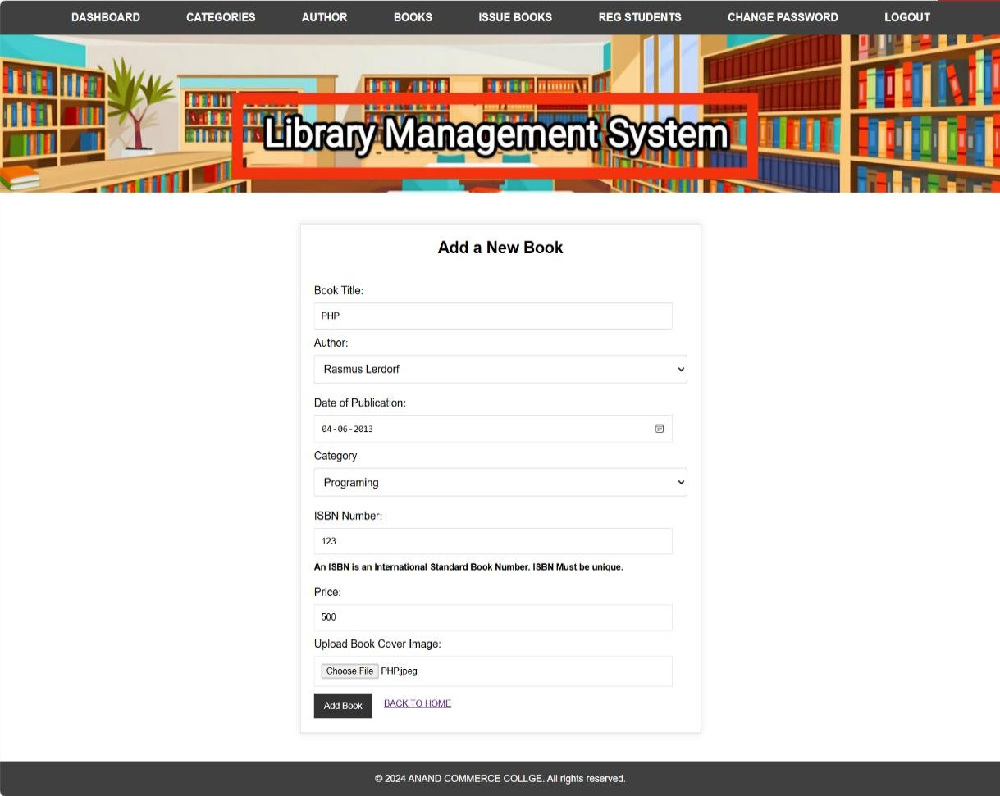 DASHBOARD CATEGORIES AUTHOR BOOKS ISSUE BOOKS REG STUDENTS CHANGE PASSWORD LOGOUT
Library Management System
Add a New Book
Book Title:
PHP
Author:
Rasmus Lerdorf
Date of Publication:
04-06-2013
Category
Programing
ISBN Number:
123
An ISBN is an International Standard Book Number. ISBN Must be unique.
Price:
500
Upload Book Cover Image:
Choose File PHP.jpeg
Add Book BACK TO HOME
© 2024 ANAND COMMERCE COLLGE. All rights reserved.